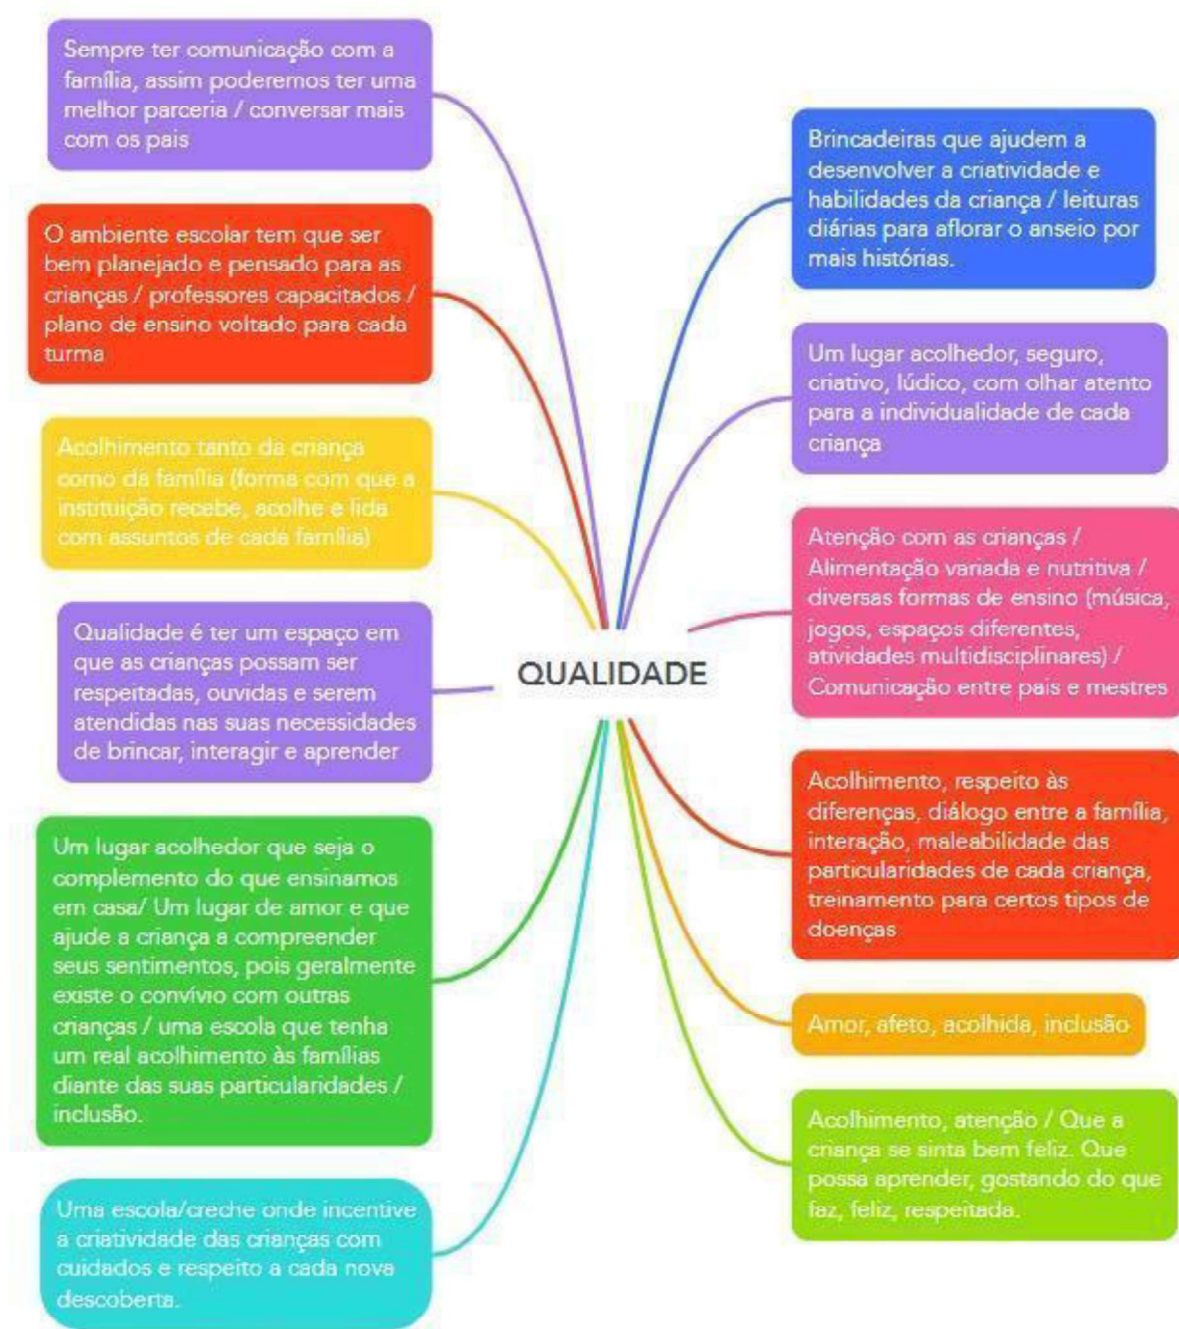 Sempre ter comunicação com a
família, assim poderemos ter uma
melhor parceria / conversar mais
com os pais
O ambiente escolar tem que ser
bem planejado e pensado para as
crianças / professores capacitados /
plano de ensino voltado para cada
turma
Acolhimento tanto da criança
como da família (forma com que a
instituição recebe, acolhe e lida
com assuntos de cada família)
Qualidade é ter um espaço em
que as crianças possam ser
respeitadas, ouvidas e serem
atendidas nas suas necessidades
de brincar, interagir e aprender
Um lugar acolhedor que seja o
complemento do que ensinamos
em casa/ Um lugar de amor e que
ajude a criança a compreender
seus sentimentos, pois geralmente
existe o convívio com outras
crianças / uma escola que tenha
um real acolhimento às famílias
diante das suas particularidades /
inclusão.
Uma escola/creche onde incentive
a criatividade das crianças com
cuidados e respeito a cada nova
descoberta.
QUALIDADE
Brincadeiras que ajudem a
desenvolver a criatividade e
habilidades da criança / leituras
diárias para aflorar o anseio por
mais histórias.
Um lugar acolhedor, seguro,
criativo, lúdico, com olhar atento
para a individualidade de cada
criança
Atenção com as crianças /
Alimentação variada e nutritiva /
diversas formas de ensino (música,
jogos, espaços diferentes,
atividades multidisciplinares) /
Comunicação entre pais e mestres
Acolhimento, respeito às
diferenças, diálogo entre a família,
interação, maleabilidade das
particularidades de cada criança,
treinamento para certos tipos de
doenças
Amor, afeto, acolhida, inclusão
Acolhimento, atenção / Que a
criança se sinta bem feliz. Que
possa aprender, gostando do que
faz, feliz, respeitada.